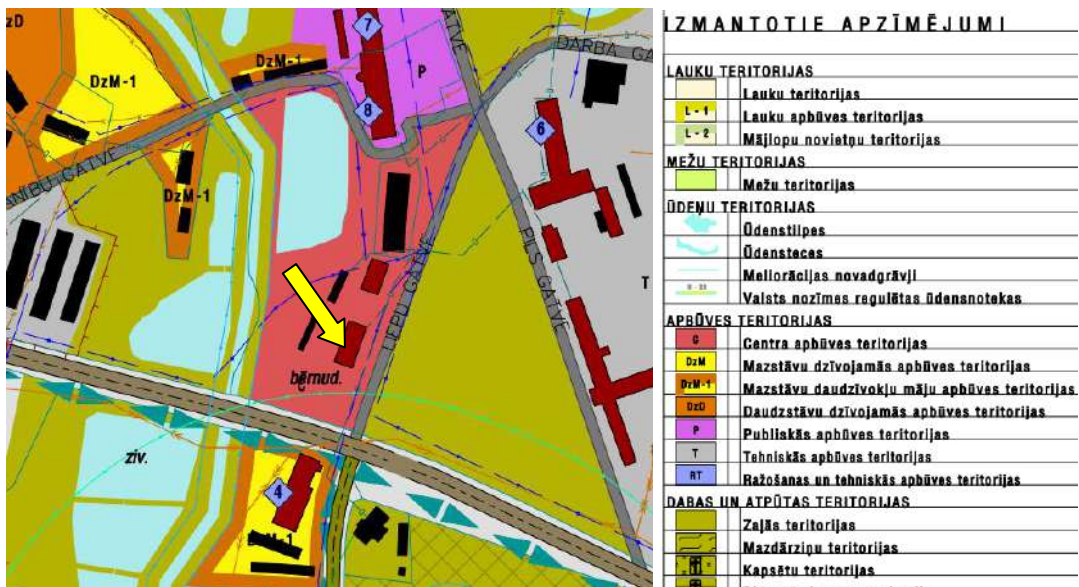 DzD
DzM-1
DzM-1
DzM-1
7
P
8
6
DARBA GA
PILS GATVE
T
bērnud.
ziv.
4
IZMANTOTIE APZĪMĒJUMI
LAUKU TERITORIJAS
Lauku teritorijas
L - 1 Lauku apbūves teritorijas
L - 2 Mājlopu novietņu teritorijas
MEŽU TERITORIJAS
Mežu teritorijas
ŪDEŅU TERITORIJAS
Ūdenstilpes
Ūdensteces
Meliorācijas novadgrāvji
Valsts nozīmes regulētas ūdensnotekas
APBŪVES TERITORIJAS
Centra apbūves teritorijas
DzM Mazstāvu dzīvojamās apbūves teritorijas
DzM-1 Mazstāvu daudzīvokļu māju apbūves teritorijas
DzD Daudzstāvu dzīvojamās apbūves teritorijas
P Publiskās apbūves teritorijas
T Tehniskās apbūves teritorijas
RT Ražošanas un tehniskās apbūves teritorijas
DABAS UN ATPŪTAS TERITORIJAS
Zaļās teritorijas
Mazdārziņu teritorijas
Kapsētu teritorijas